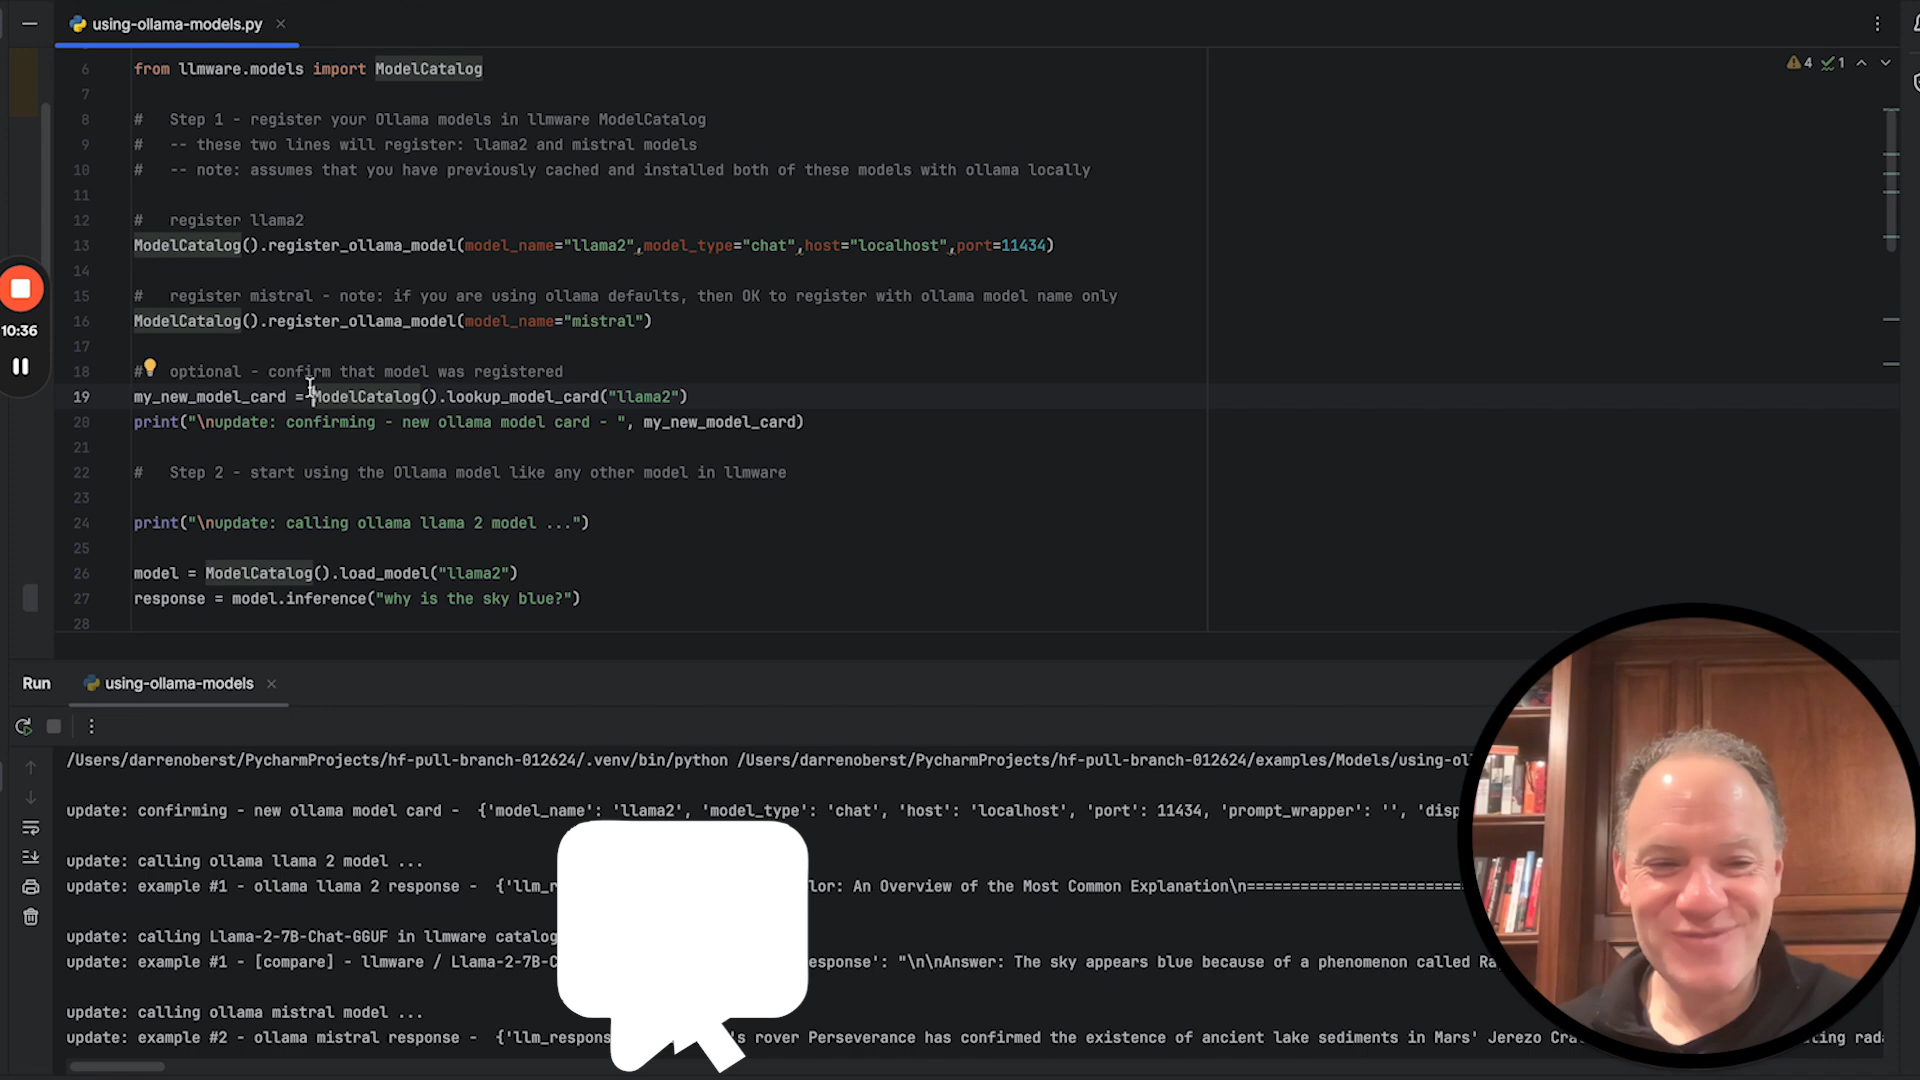 using-ollama-models.py
4
1
6 from llmware.models import ModelCatalog
7
8 # Step 1 - register your Ollama models in llmware ModelCatalog
9 # -- these two lines will register: llama2 and mistral models
10 # -- note: assumes that you have previously cached and installed both of these models with ollama locally
11
12 # register llama2
13 ModelCatalog().register_ollama_model(model_name="llama2",model_type="chat",host="localhost",port=11434)
14
15 # register mistral - note: if you are using ollama defaults, then OK to register with ollama model name only
16 ModelCatalog().register_ollama_model(model_name="mistral")
17
18 # optional - confirm that model was registered
19 my_new_model_card = ModelCatalog().lookup_model_card("llama2")
20 print("\nupdate: confirming - new ollama model card - ", my_new_model_card)
21
22 # Step 2 - start using the Ollama model like any other model in llmware
23
24 print("\nupdate: calling ollama llama 2 model ...")
25
26 model = ModelCatalog().load_model("llama2")
27 response = model.inference("why is the sky blue?")
28
10:36
Run using-ollama-models
/Users/darrenoberst/PycharmProjects/hf-pull-branch-012624/.venv/bin/python /Users/darrenoberst/PycharmProjects/hf-pull-branch-012624/examples/Models/using-ol
update: confirming - new ollama model card - {'model_name': 'llama2', 'model_type': 'chat', 'host': 'localhost', 'port': 11434, 'prompt_wrapper': '', 'disp
update: calling ollama llama 2 model ...
update: example #1 - ollama llama 2 response - {'llm_r lor: An Overview of the Most Common Explanation\n========================
update: calling Llama-2-7B-Chat-GGUF in llmware catalog
update: example #1 - [compare] - llmware / Llama-2-7B-C esponse': "\n\nAnswer: The sky appears blue because of a phenomenon called Ra
update: calling ollama mistral model ...
update: example #2 - ollama mistral response - {'llm_respons 's rover Perseverance has confirmed the existence of ancient lake sediments in Mars' Jerezo Cra ting rada